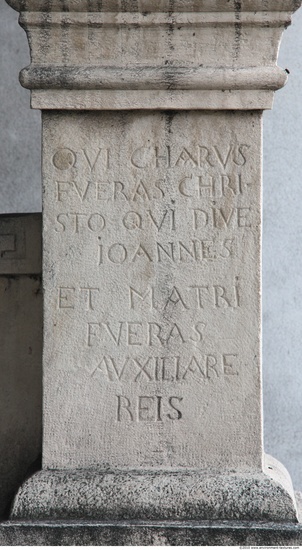 QVI CHARVS
FVERAS CHRI-
STO QVI DIVE
IOANNES
ET MATRI
FVERAS
AVXILIARE
REIS